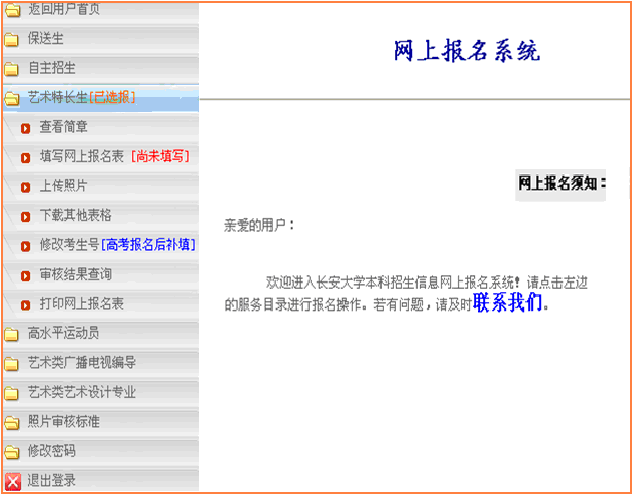 返回用户首页
保送生
自主招生
艺术特长生[已选报]
查看简章
填写网上报名表 [尚未填写]
上传照片
下载其他表格
修改考生号[高考报名后补填]
审核结果查询
打印网上报名表
高水平运动员
艺术类广播电视编导
艺术类艺术设计专业
照片审核标准
修改密码
退出登录
网上报名系统
网上报名须知：
亲爱的用户：
欢迎进入长安大学本科招生信息网上报名系统！请点击左边
的服务目录进行报名操作。若有问题，请及时联系我们。